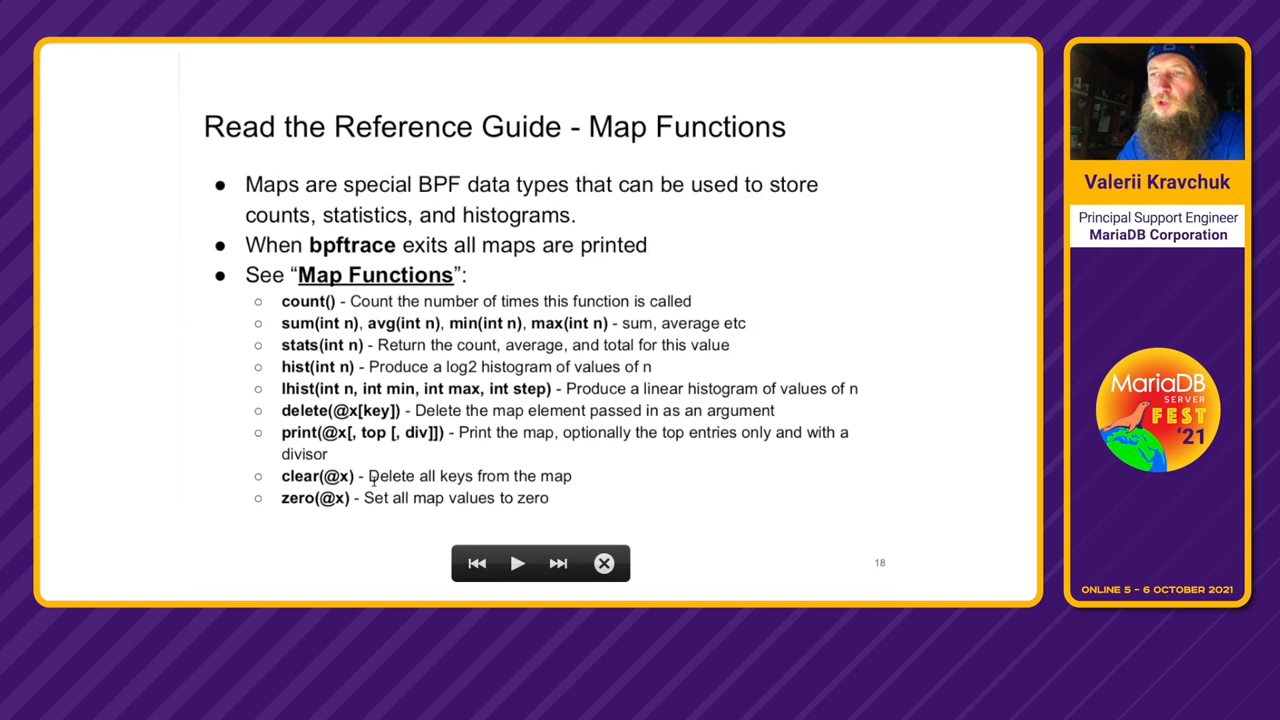 Read the Reference Guide - Map Functions
● Maps are special BPF data types that can be used to store
counts, statistics, and histograms.
● When bpftrace exits all maps are printed
● See “Map Functions”:
○ count() - Count the number of times this function is called
○ sum(int n), avg(int n), min(int n), max(int n) - sum, average etc
○ stats(int n) - Return the count, average, and total for this value
○ hist(int n) - Produce a log2 histogram of values of n
○ lhist(int n, int min, int max, int step) - Produce a linear histogram of values of n
○ delete(@x[key]) - Delete the map element passed in as an argument
○ print(@x[, top [, div]]) - Print the map, optionally the top entries only and with a
divisor
○ clear(@x) - Delete all keys from the map
○ zero(@x) - Set all map values to zero
18
Valerii Kravchuk
Principal Support Engineer
MariaDB Corporation
MariaDB
SERVER
FEST
'21
ONLINE 5 - 6 OCTOBER 2021